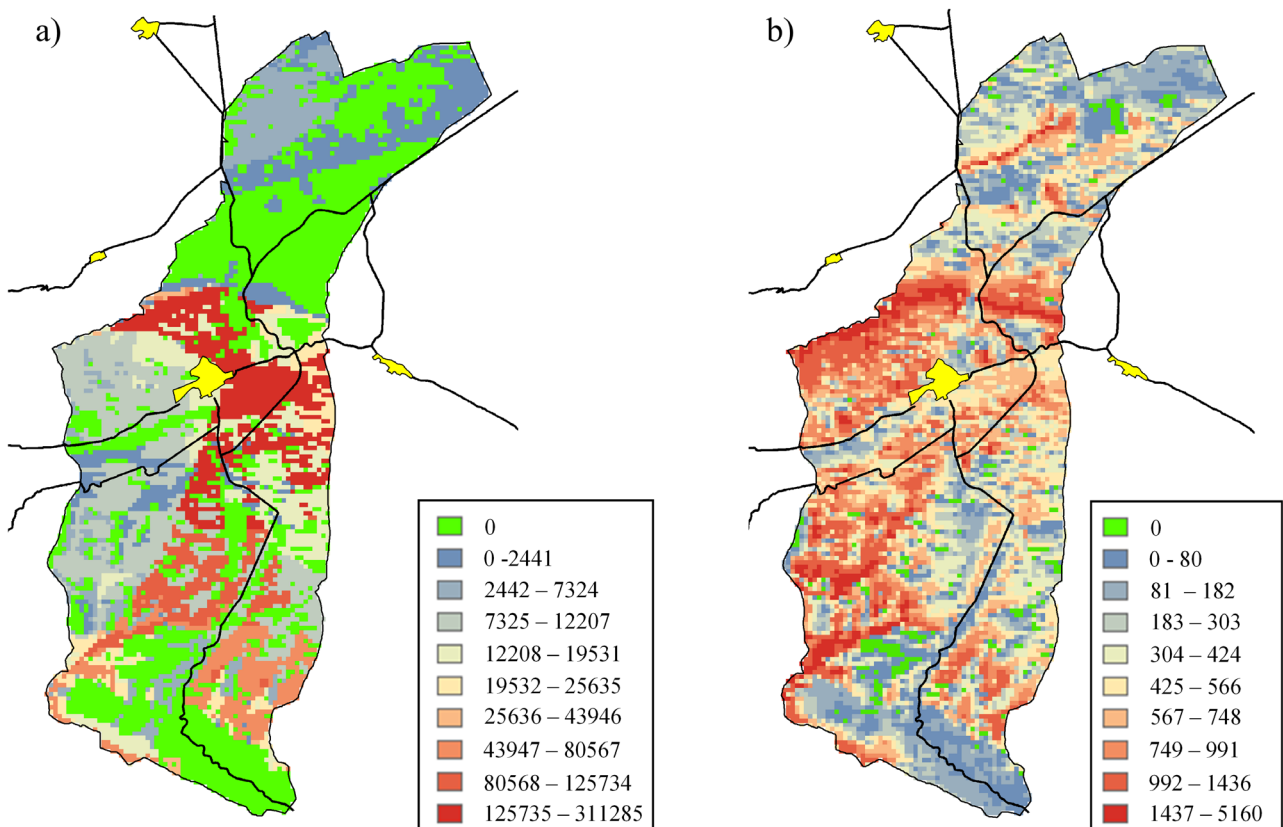 a)
0
0 -2441
2442 – 7324
7325 – 12207
12208 – 19531
19532 – 25635
25636 – 43946
43947 – 80567
80568 – 125734
125735 – 311285
b)
0
0 - 80
81 – 182
183 – 303
304 – 424
425 – 566
567 – 748
749 – 991
992 – 1436
1437 – 5160